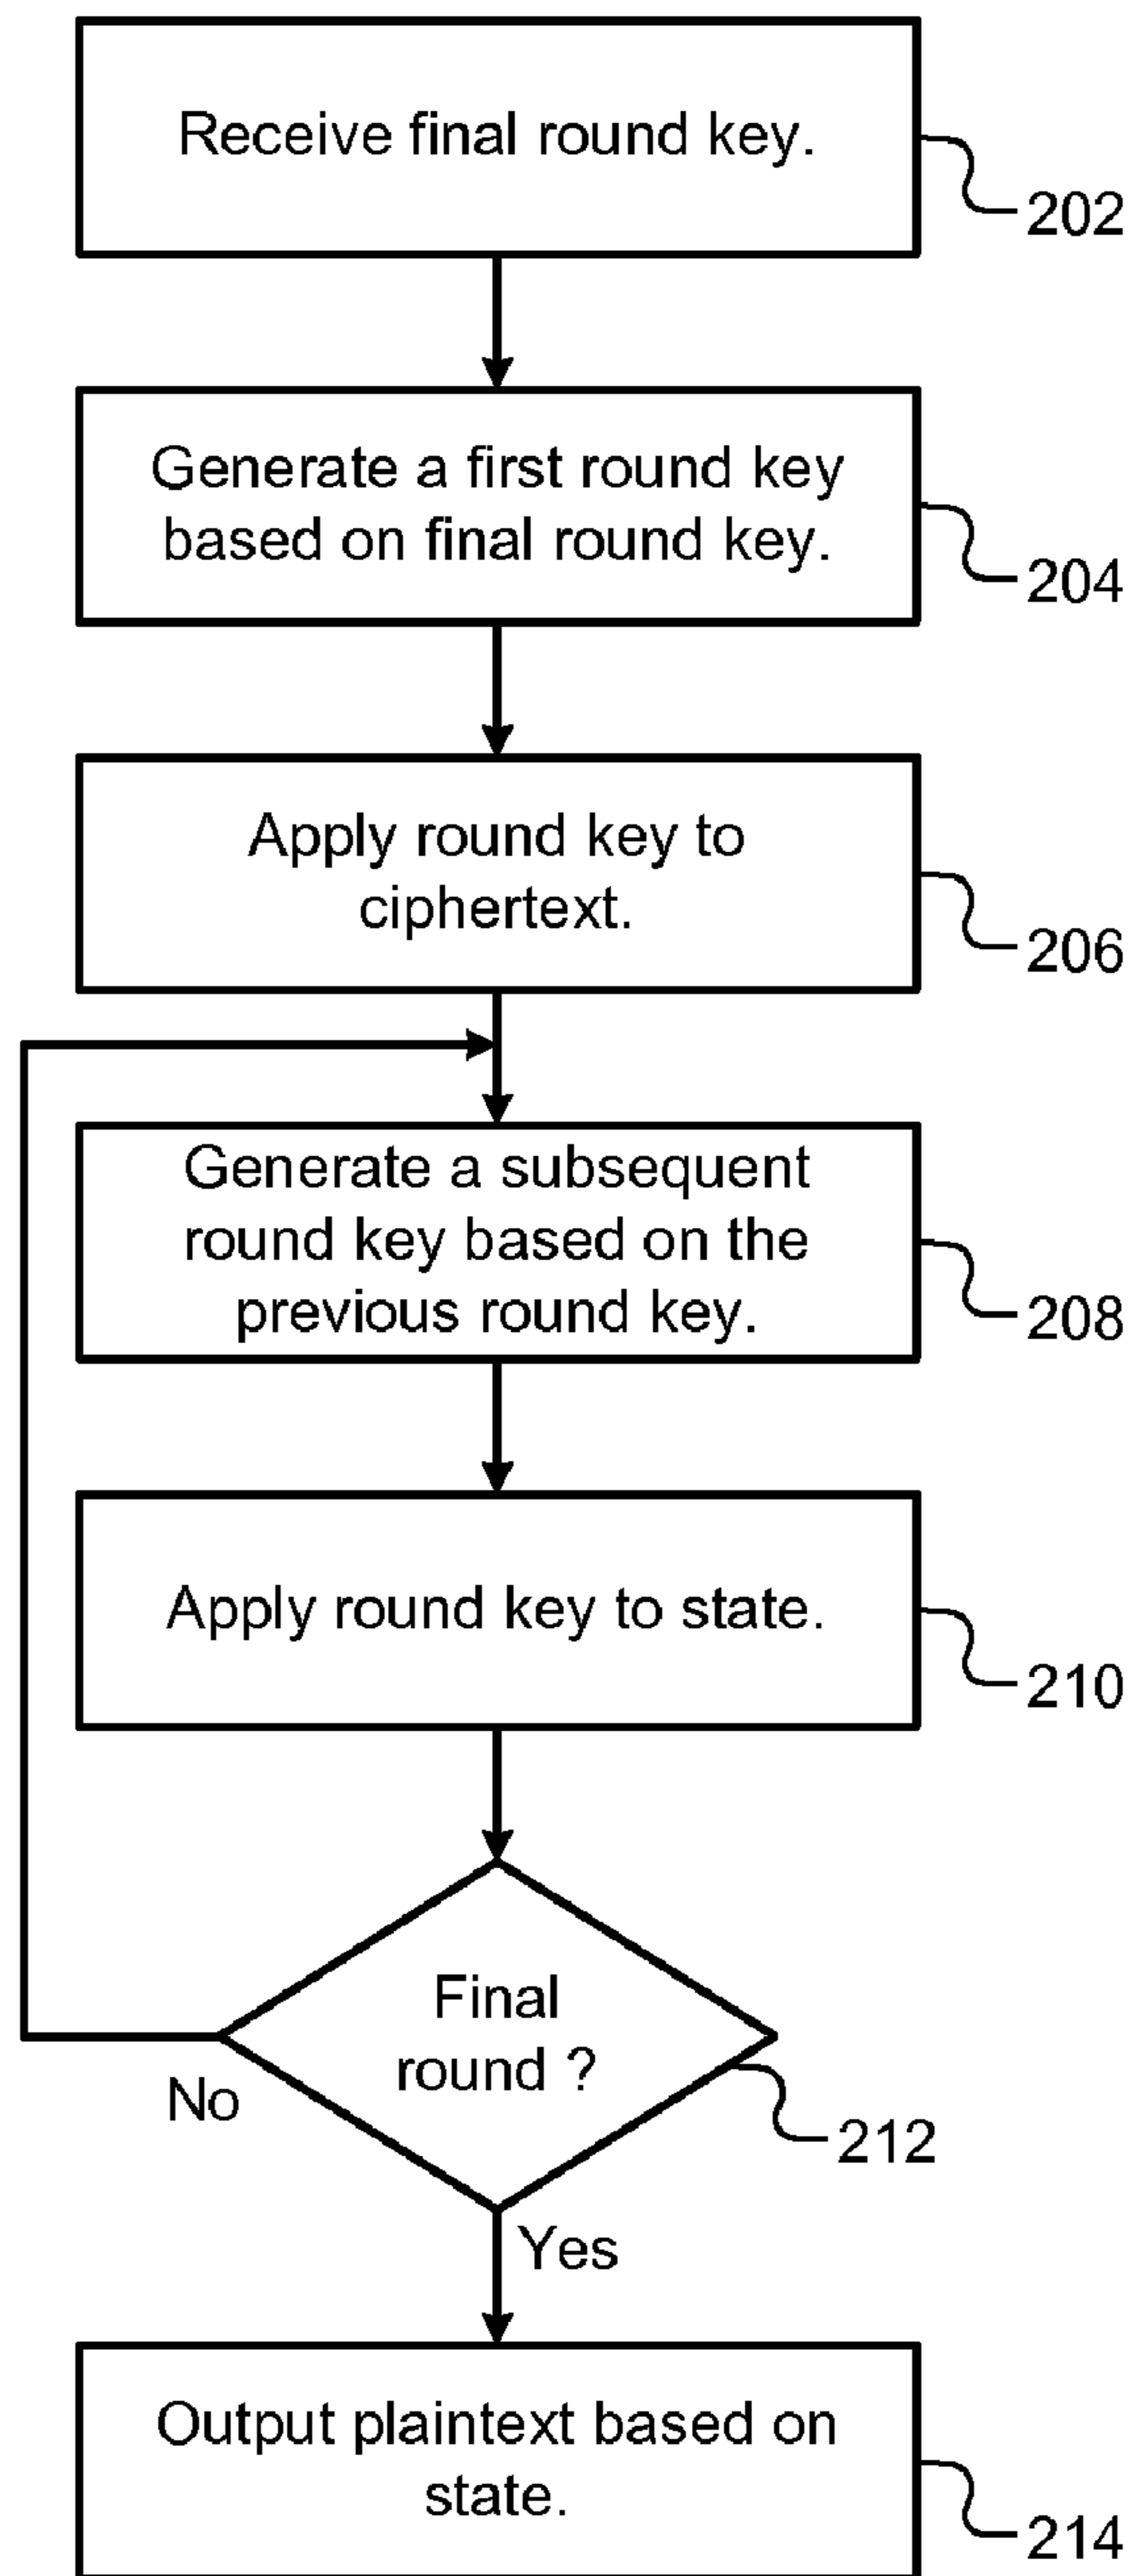 Receive final round key.
202
Generate a first round key
based on final round key.
204
Apply round key to
ciphertext.
206
Generate a subsequent
round key based on the
previous round key.
208
Apply round key to state.
210
Final
round ?
No
212
Yes
Output plaintext based on
state.
214